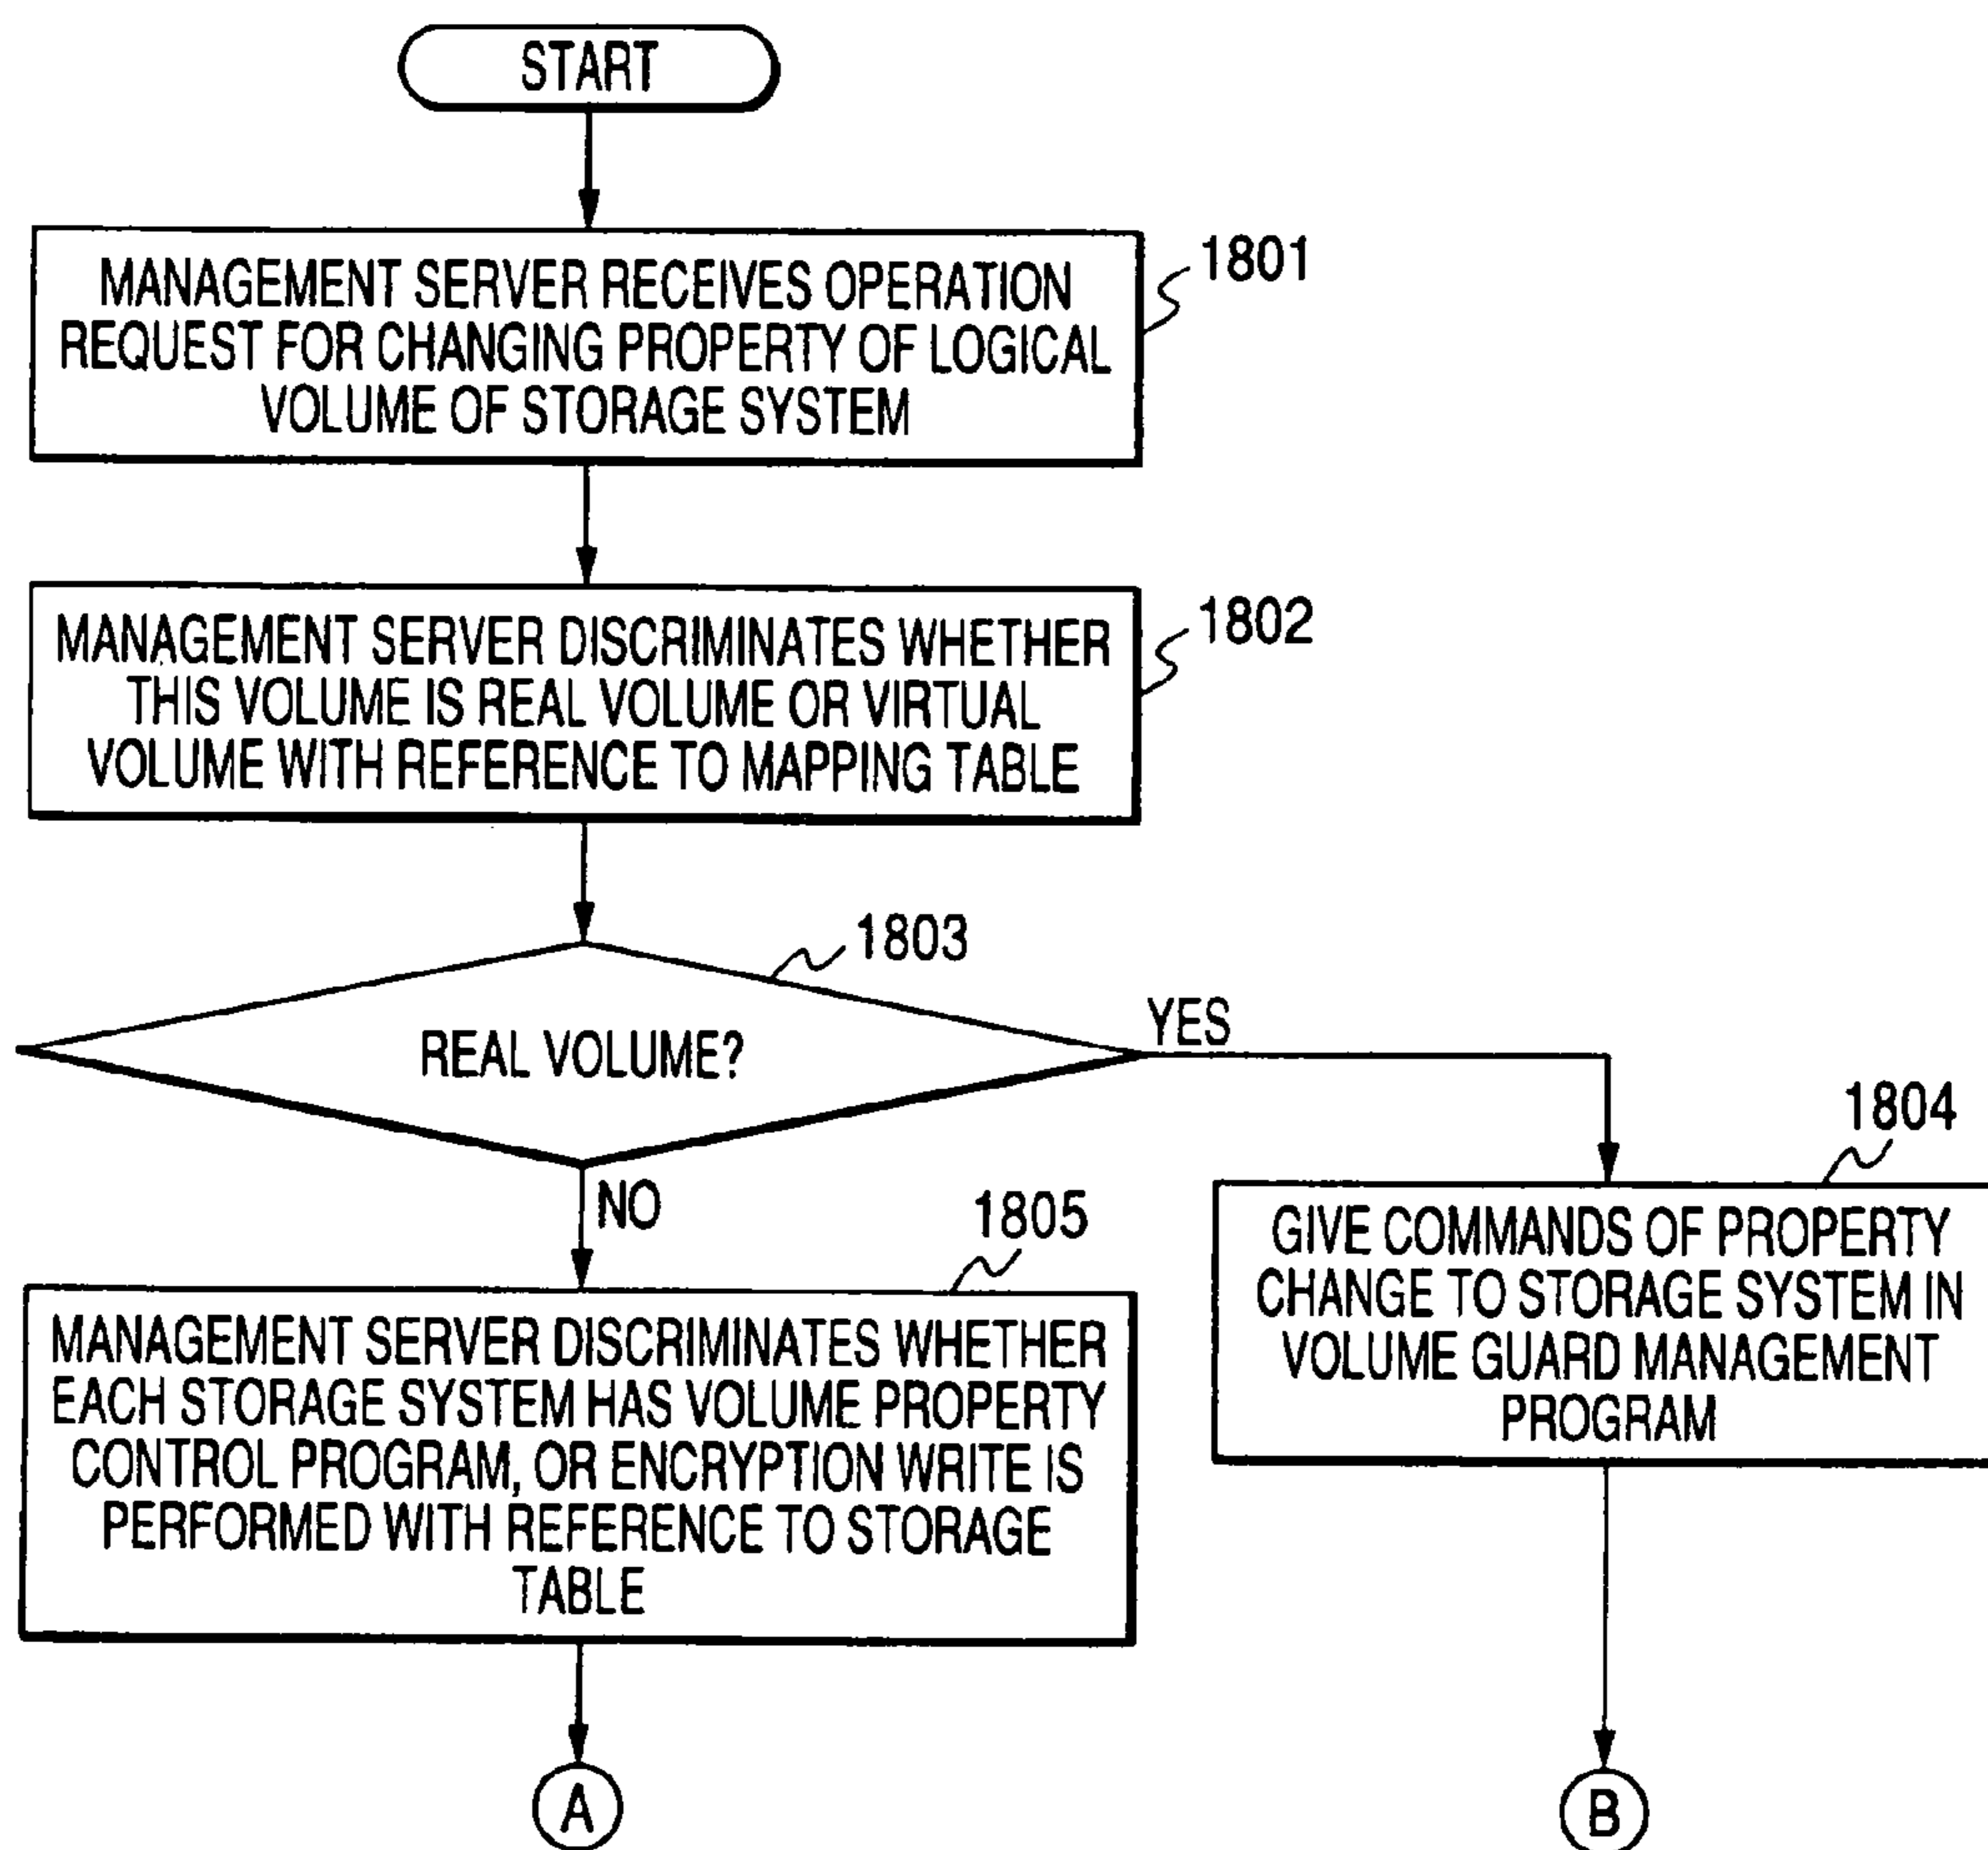 START
MANAGEMENT SERVER RECEIVES OPERATION
REQUEST FOR CHANGING PROPERTY OF LOGICAL
VOLUME OF STORAGE SYSTEM
1801
MANAGEMENT SERVER DISCRIMINATES WHETHER
THIS VOLUME IS REAL VOLUME OR VIRTUAL
VOLUME WITH REFERENCE TO MAPPING TABLE
1802
1803
REAL VOLUME?
YES
NO
1804
GIVE COMMANDS OF PROPERTY
CHANGE TO STORAGE SYSTEM IN
VOLUME GUARD MANAGEMENT
PROGRAM
1805
MANAGEMENT SERVER DISCRIMINATES WHETHER
EACH STORAGE SYSTEM HAS VOLUME PROPERTY
CONTROL PROGRAM, OR ENCRYPTION WRITE IS
PERFORMED WITH REFERENCE TO STORAGE
TABLE
A
B